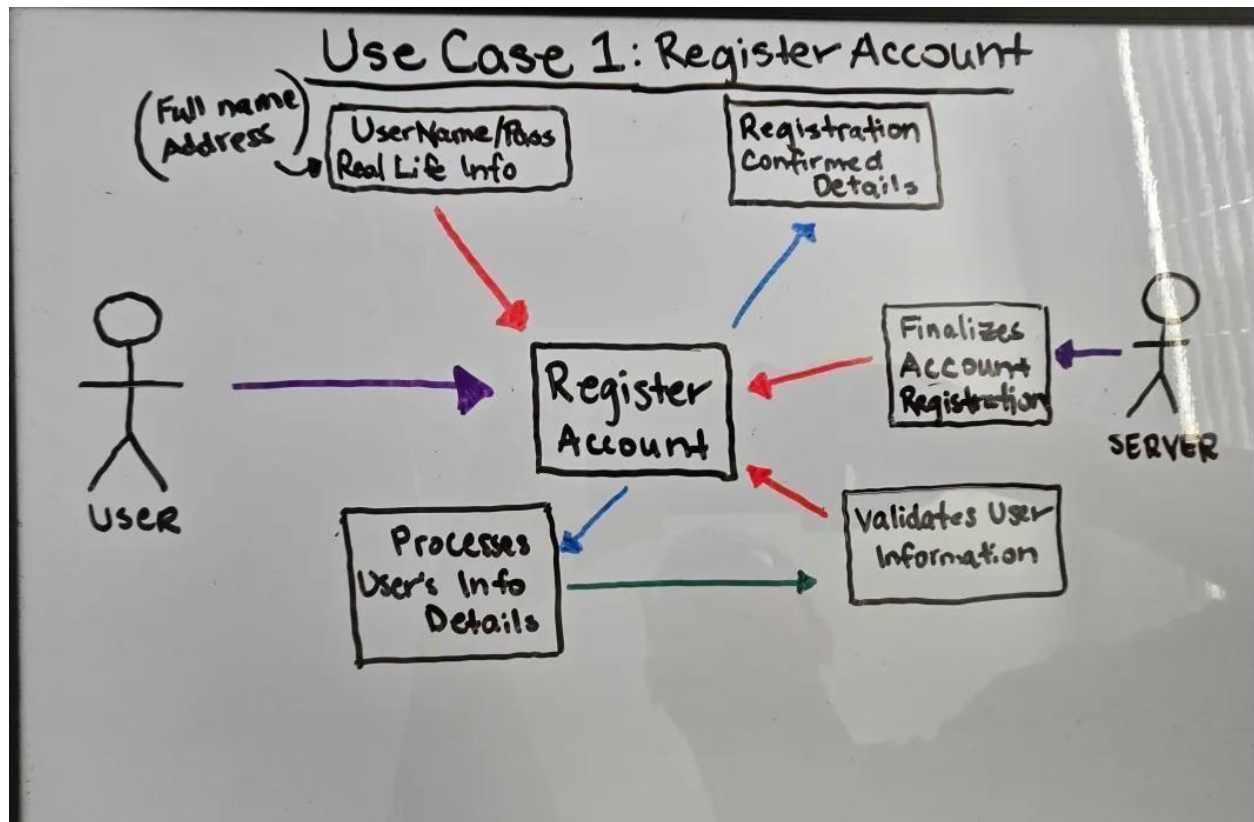 Use Case 1: Register Account
(Full name
Address)
UserName/Pass
Real Life Info
Registration
Confirmed
Details
USER
Register
Account
Finalizes
Account
Registration
SERVER
Processes
User's Info
Details
Validates User
Information